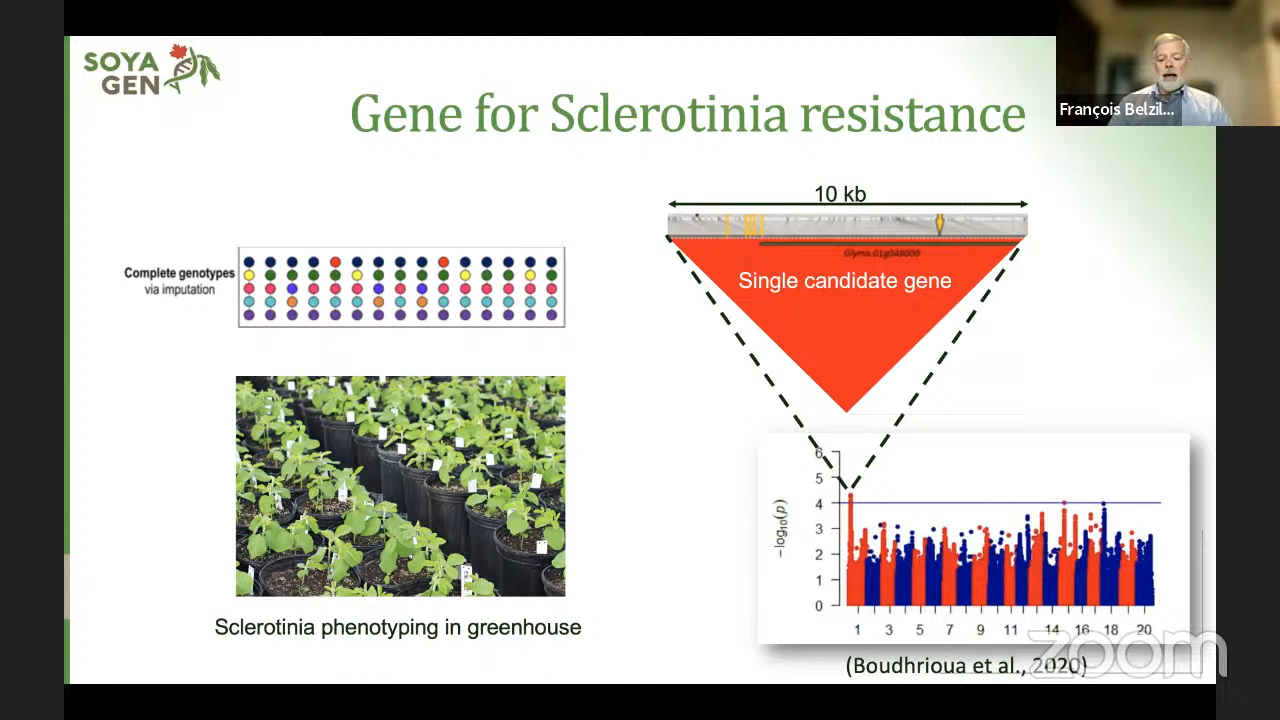 SOYA
GEN
Gene for Sclerotinia resistance
François Belzil...
10 kb
Glyma.01g048000
Single candidate gene
Complete genotypes
via imputation
Sclerotinia phenotyping in greenhouse
−log10(p)
6
5
4
3
2
1
0
1 3 5 7 9 11 14 16 18 20
(Boudhrioua et al., 2020)
zoom